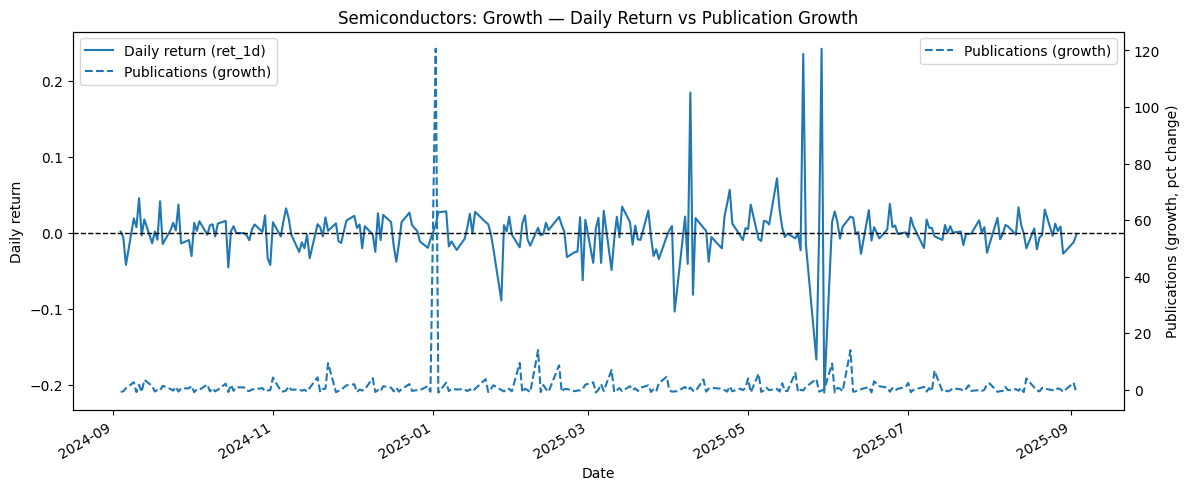 Semiconductors: Growth — Daily Return vs Publication Growth
Daily return (ret_1d)
Publications (growth)
Publications (growth)
Daily return
0.2
0.1
0.0
−0.1
−0.2
Publications (growth, pct change)
120
100
80
60
40
20
0
2024-09
2024-11
2025-01
2025-03
2025-05
2025-07
2025-09
Date